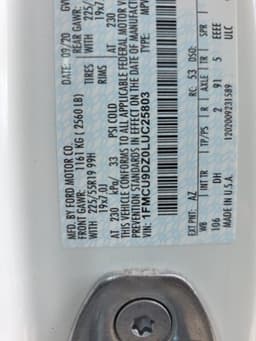 MFD. BY FORD MOTOR CO.
DATE: 09/20
FRONT GAWR: 1161 KG ( 2560 LB)
REAR GAWR:
225/55R19 99H TIRES 225/
19x7.0J RIMS 19x7.
AT 230 kPa/ 33 PSI COLD AT 230
THIS VEHICLE CONFORMS TO ALL APPLICABLE FEDERAL MOTOR V
PREVENTION STANDARDS IN EFFECT ON THE DATE OF MANUFACTU
VIN: 1FMCU9DZ0LUC25803
TYPE: MPV
EXT PNT: AZ RC: 53 DSO:
WB INT TR TP/PS R AXLE TR SPR
106 DH 2 91 5 EEEE
MADE IN U.S.A. 1202009231589 ULC